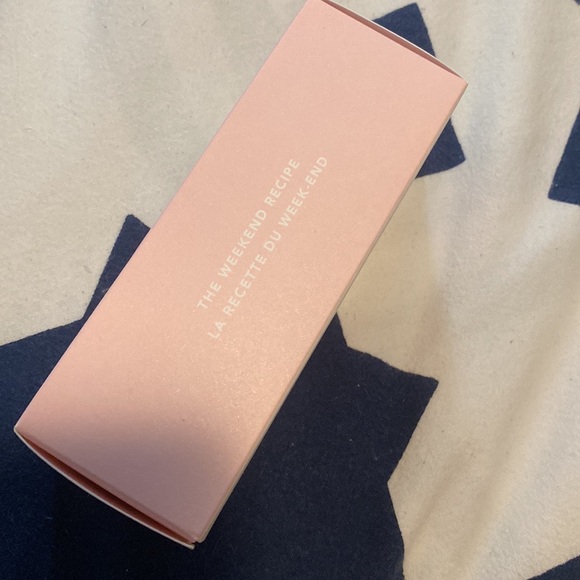 THE WEEKEND RECIPE
LA RECETTE DU WEEK-END